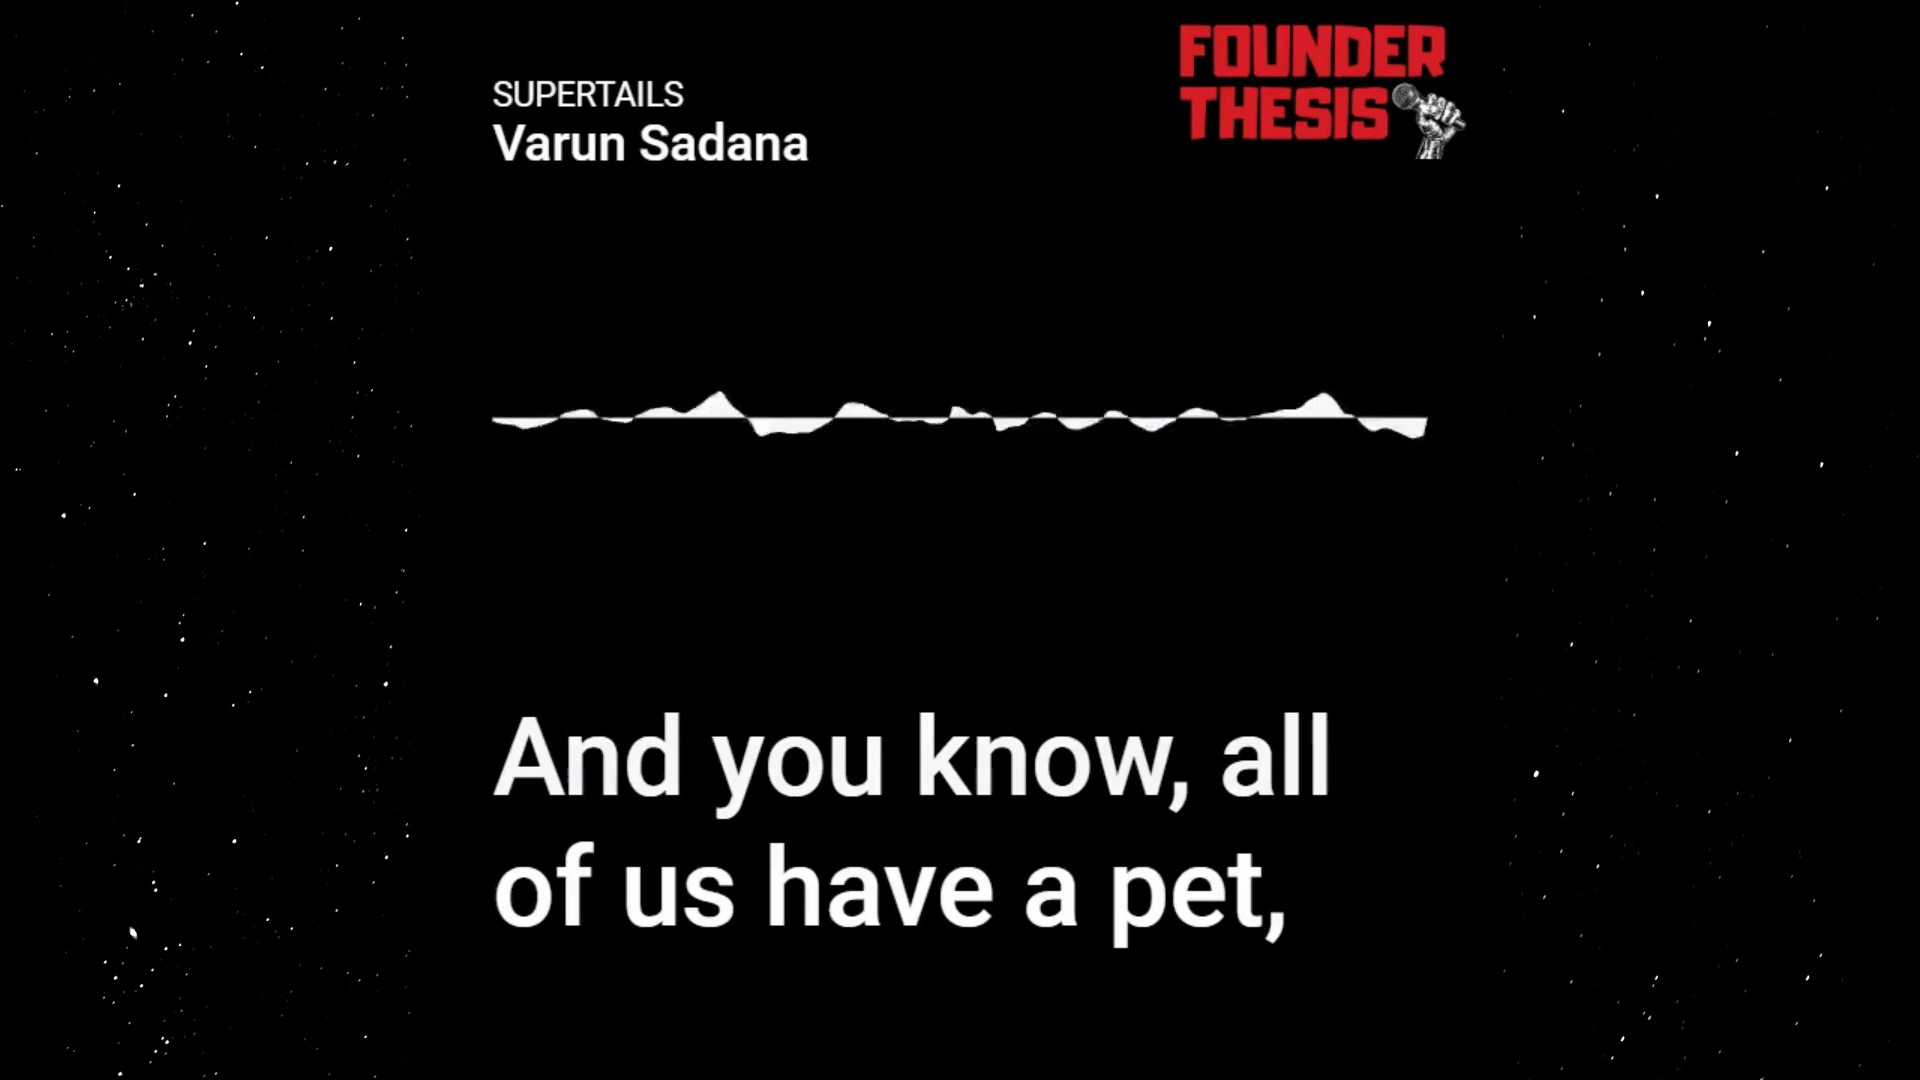 SUPERTAILS
Varun Sadana
FOUNDER
THESIS
And you know, all
of us have a pet,